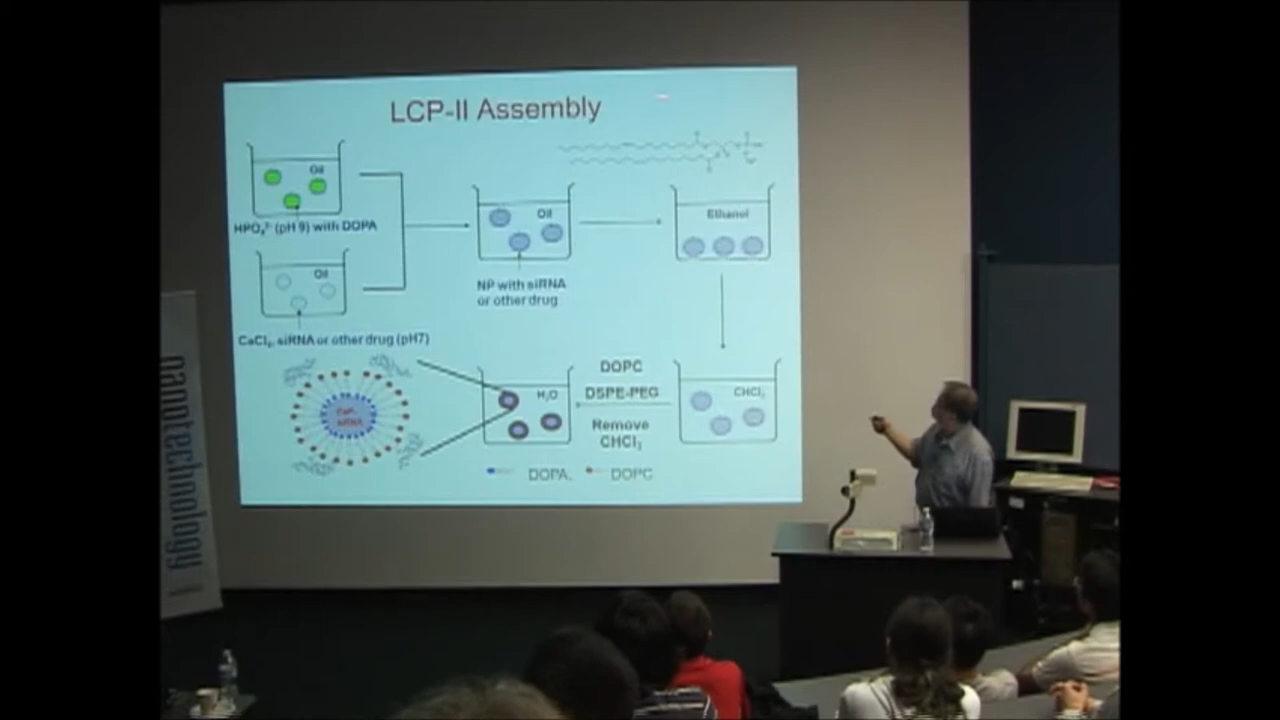 LCP-II Assembly
Oil
HPO₄²⁻ (pH 9) with DOPA
Oil
CaCl₂, siRNA or other drug (pH7)
Oil
NP with siRNA
or other drug
Ethanol
CHCl₃
DOPC
DSPE-PEG
Remove
CHCl₃
H₂O
DOPA,
DOPC
nanotechnology